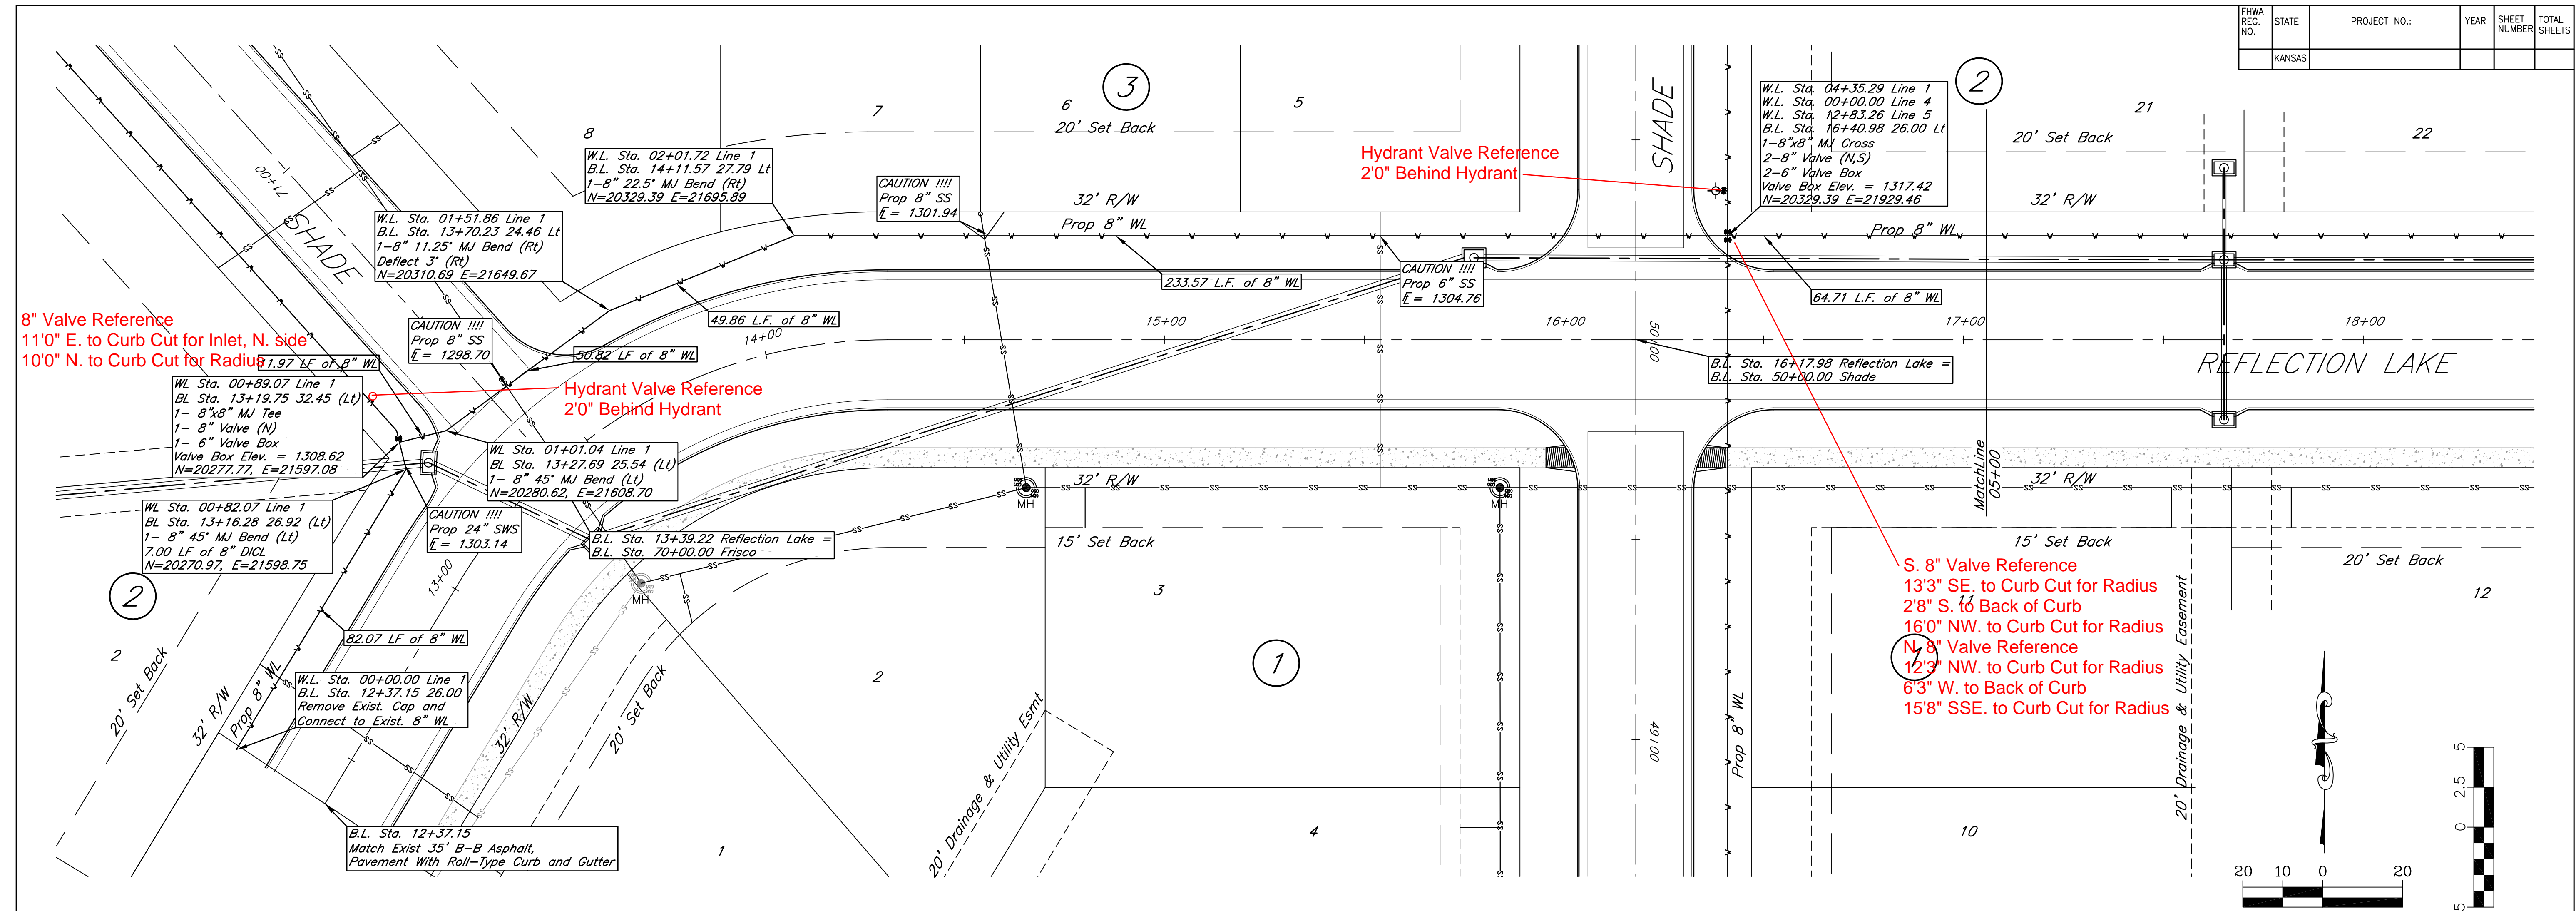 FHWA
REG.
NO.
STATE
PROJECT NO.:
YEAR
SHEET
NUMBER
TOTAL
SHEETS
KANSAS
3
2
7
6
5
8
20' Set Back
SHADE
21
22
20' Set Back
W.L. Sta. 04+35.29 Line 1
W.L. Sta. 00+00.00 Line 4
W.L. Sta. 12+83.26 Line 5
B.L. Sta. 16+40.98 26.00 Lt
1-8"x8" MJ Cross
2-8" Valve (N,S)
2-6" Valve Box
Valve Box Elev. = 1317.42
N=20329.39 E=21929.46
Hydrant Valve Reference
2'0" Behind Hydrant
W.L. Sta. 02+01.72 Line 1
B.L. Sta. 14+11.57 27.79 Lt
1-8" 22.5° MJ Bend (Rt)
N=20329.39 E=21695.89
CAUTION !!!!
Prop 8" SS
FL = 1301.94
32' R/W
Prop 8" WL
32' R/W
Prop 8" WL
71+00
SHADE
W.L. Sta. 01+51.86 Line 1
B.L. Sta. 13+70.23 24.46 Lt
1-8" 11.25° MJ Bend (Rt)
Deflect 3° (Rt)
N=20310.69 E=21649.67
CAUTION !!!!
Prop 6" SS
FL = 1304.76
233.57 L.F. of 8" WL
64.71 L.F. of 8" WL
49.86 L.F. of 8" WL
8" Valve Reference
11'0" E. to Curb Cut for Inlet, N. side
10'0" N. to Curb Cut for Radius
11.97 LF of 8" WL
CAUTION !!!!
Prop 8" SS
FL = 1298.70
50.82 LF of 8" WL
14+00
15+00
16+00
50+00
17+00
18+00
REFLECTION LAKE
B.L. Sta. 16+17.98 Reflection Lake =
B.L. Sta. 50+00.00 Shade
WL Sta. 00+89.07 Line 1
BL Sta. 13+19.75 32.45 (Lt)
1- 8"x8" MJ Tee
1- 8" Valve (N)
1- 6" Valve Box
Valve Box Elev. = 1308.62
N=20277.77, E=21597.08
Hydrant Valve Reference
2'0" Behind Hydrant
WL Sta. 01+01.04 Line 1
BL Sta. 13+27.69 25.54 (Lt)
1- 8" 45° MJ Bend (Lt)
N=20280.62, E=21608.70
WL Sta. 00+82.07 Line 1
BL Sta. 13+16.28 26.92 (Lt)
1- 8" 45° MJ Bend (Lt)
7.00 LF of 8" DICL
N=20270.97, E=21598.75
CAUTION !!!!
Prop 24" SWS
FL = 1303.14
B.L. Sta. 13+39.22 Reflection Lake =
B.L. Sta. 70+00.00 Frisco
MH
MH
MH
32' R/W
MatchLine
05+00
32' R/W
15' Set Back
15' Set Back
20' Set Back
13+00
2
2
82.07 LF of 8" WL
20' Set Back
32' R/W
Prop 8" WL
W.L. Sta. 00+00.00 Line 1
B.L. Sta. 12+37.15 26.00
Remove Exist. Cap and
Connect to Exist. 8" WL
32' R/W
20' Set Back
B.L. Sta. 12+37.15
Match Exist 35' B-B Asphalt,
Pavement With Roll-Type Curb and Gutter
1
2
3
1
4
20' Drainage & Utility Esmt
49+00
Prop 8" WL
S. 8" Valve Reference
13'3" SE. to Curb Cut for Radius
2'8" S. to Back of Curb
16'0" NW. to Curb Cut for Radius
N. 8" Valve Reference
12'3" NW. to Curb Cut for Radius
6'3" W. to Back of Curb
15'8" SSE. to Curb Cut for Radius
11
1
10
12
20' Drainage & Utility Easement
20 10 0 20
5
2.5
0
5